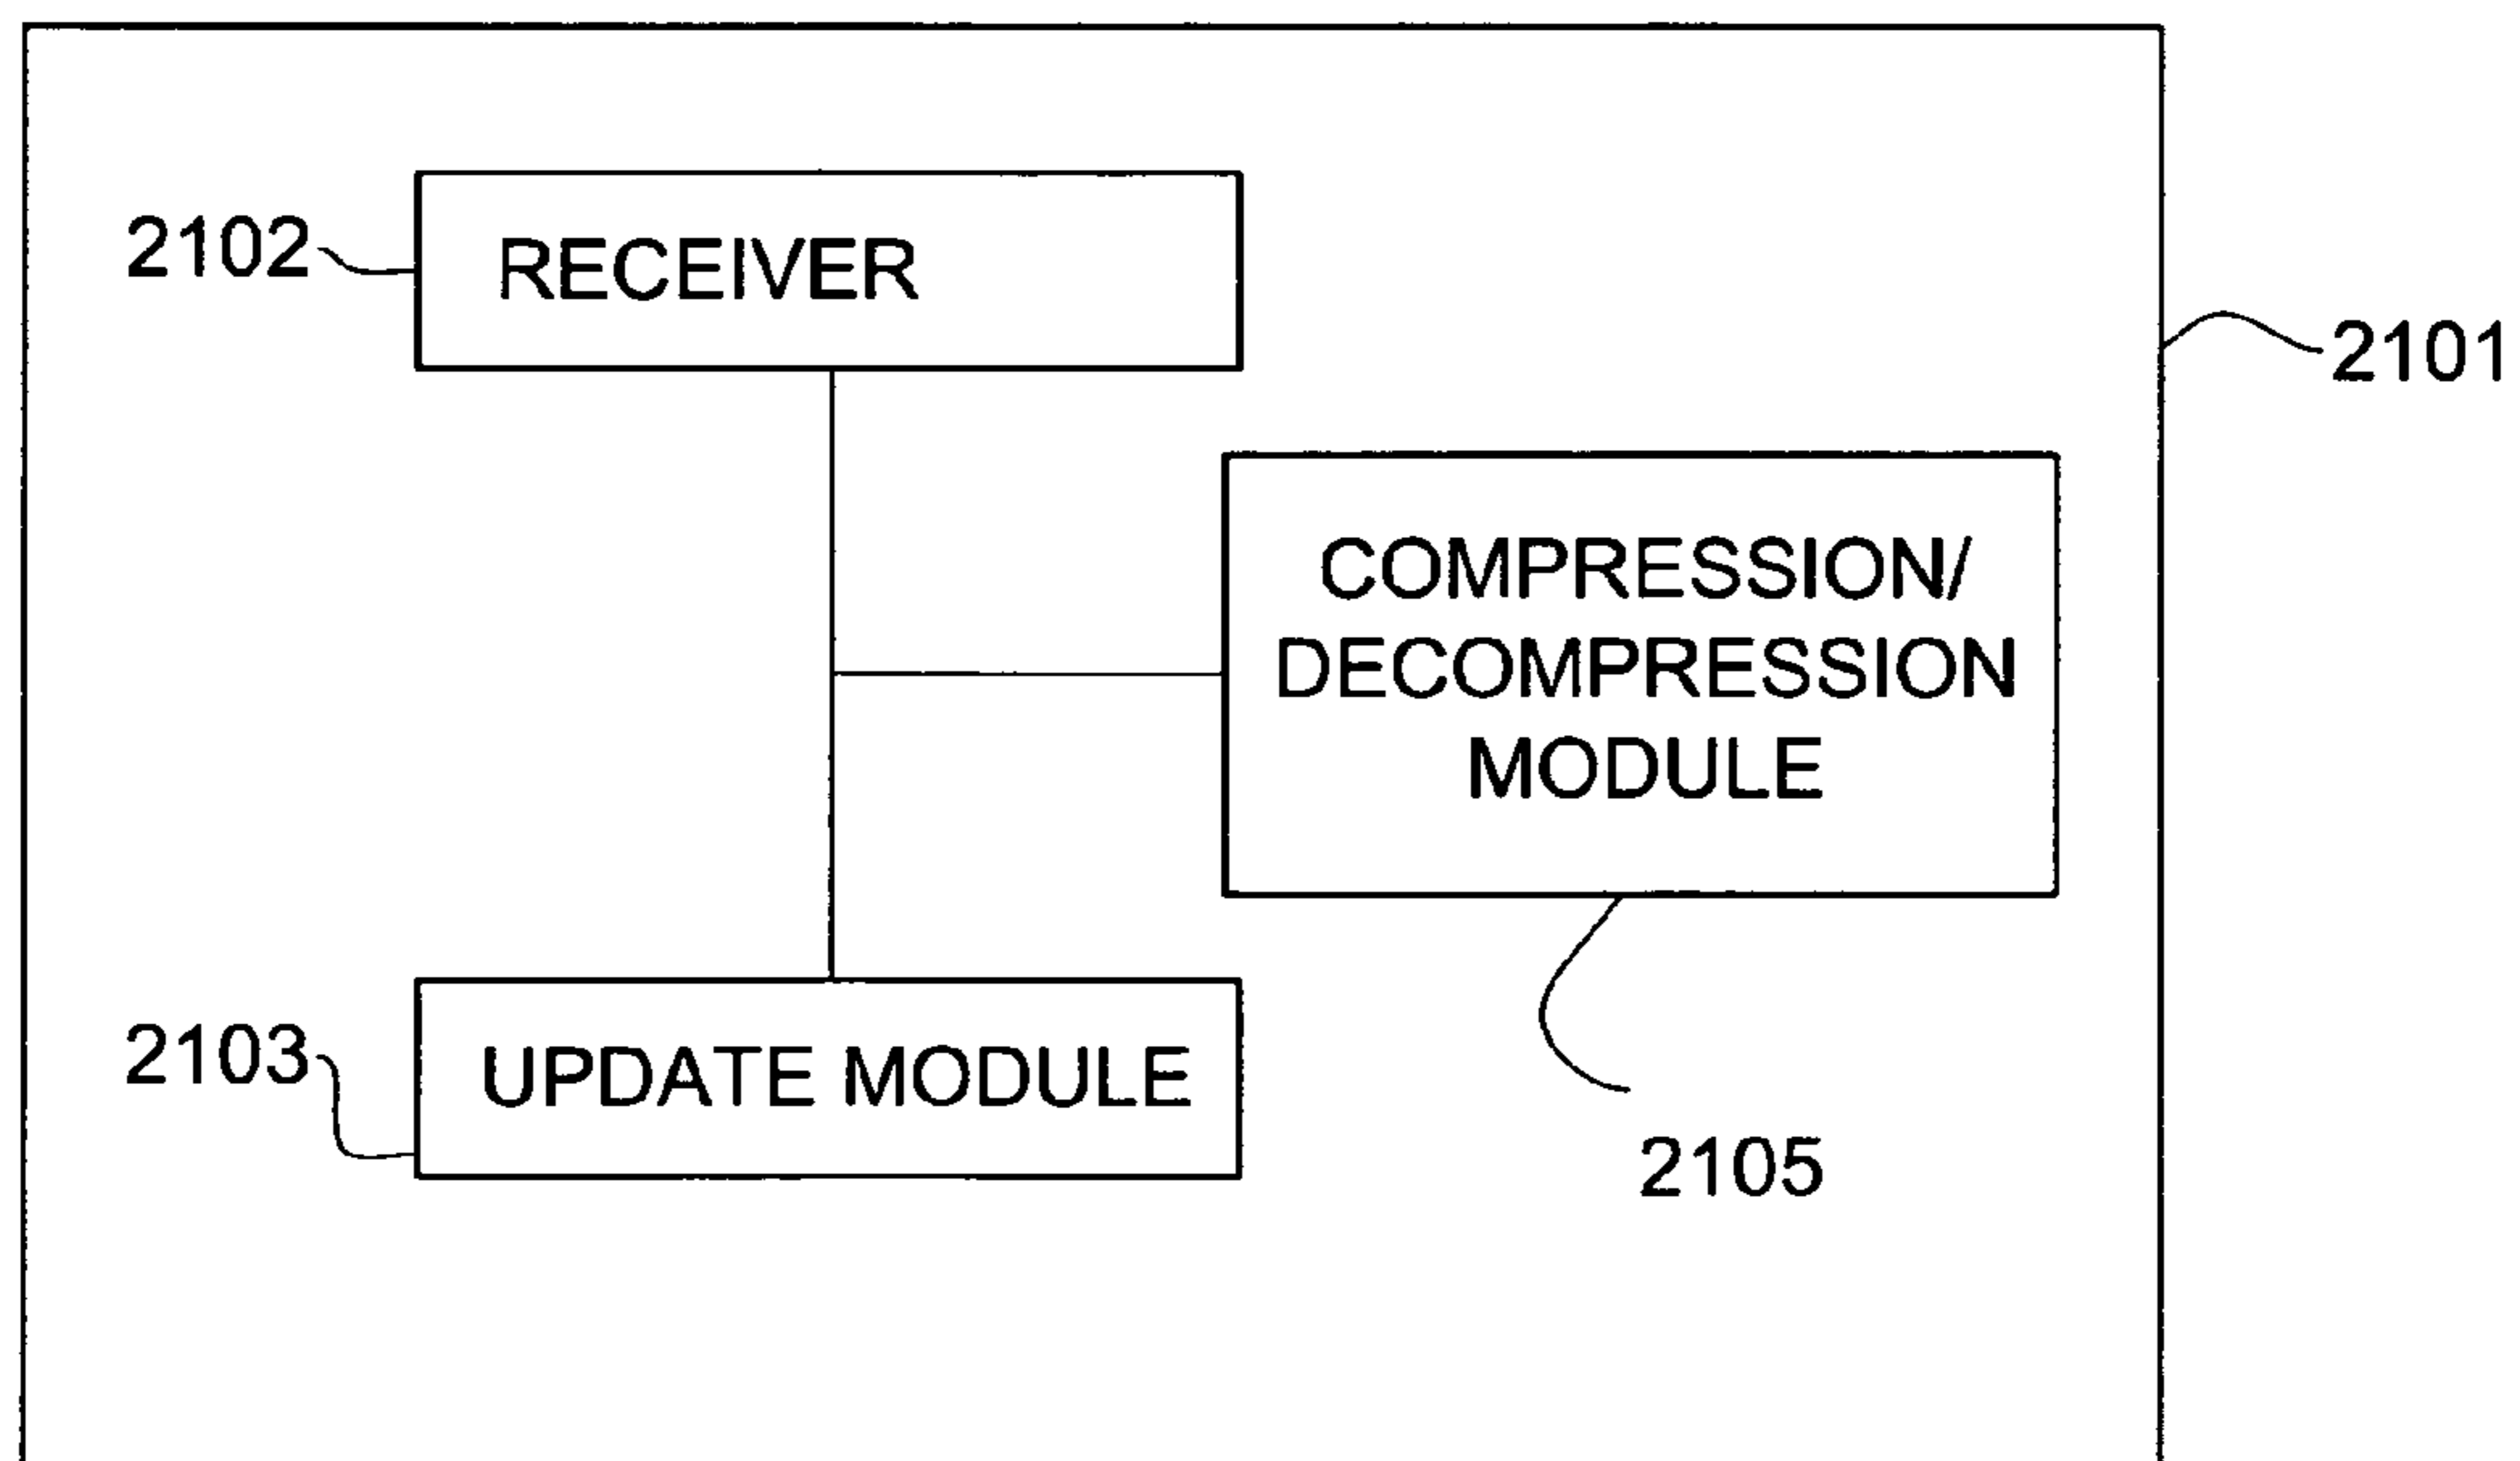 2102
RECEIVER
2101
COMPRESSION/
DECOMPRESSION
MODULE
2103
UPDATE MODULE
2105